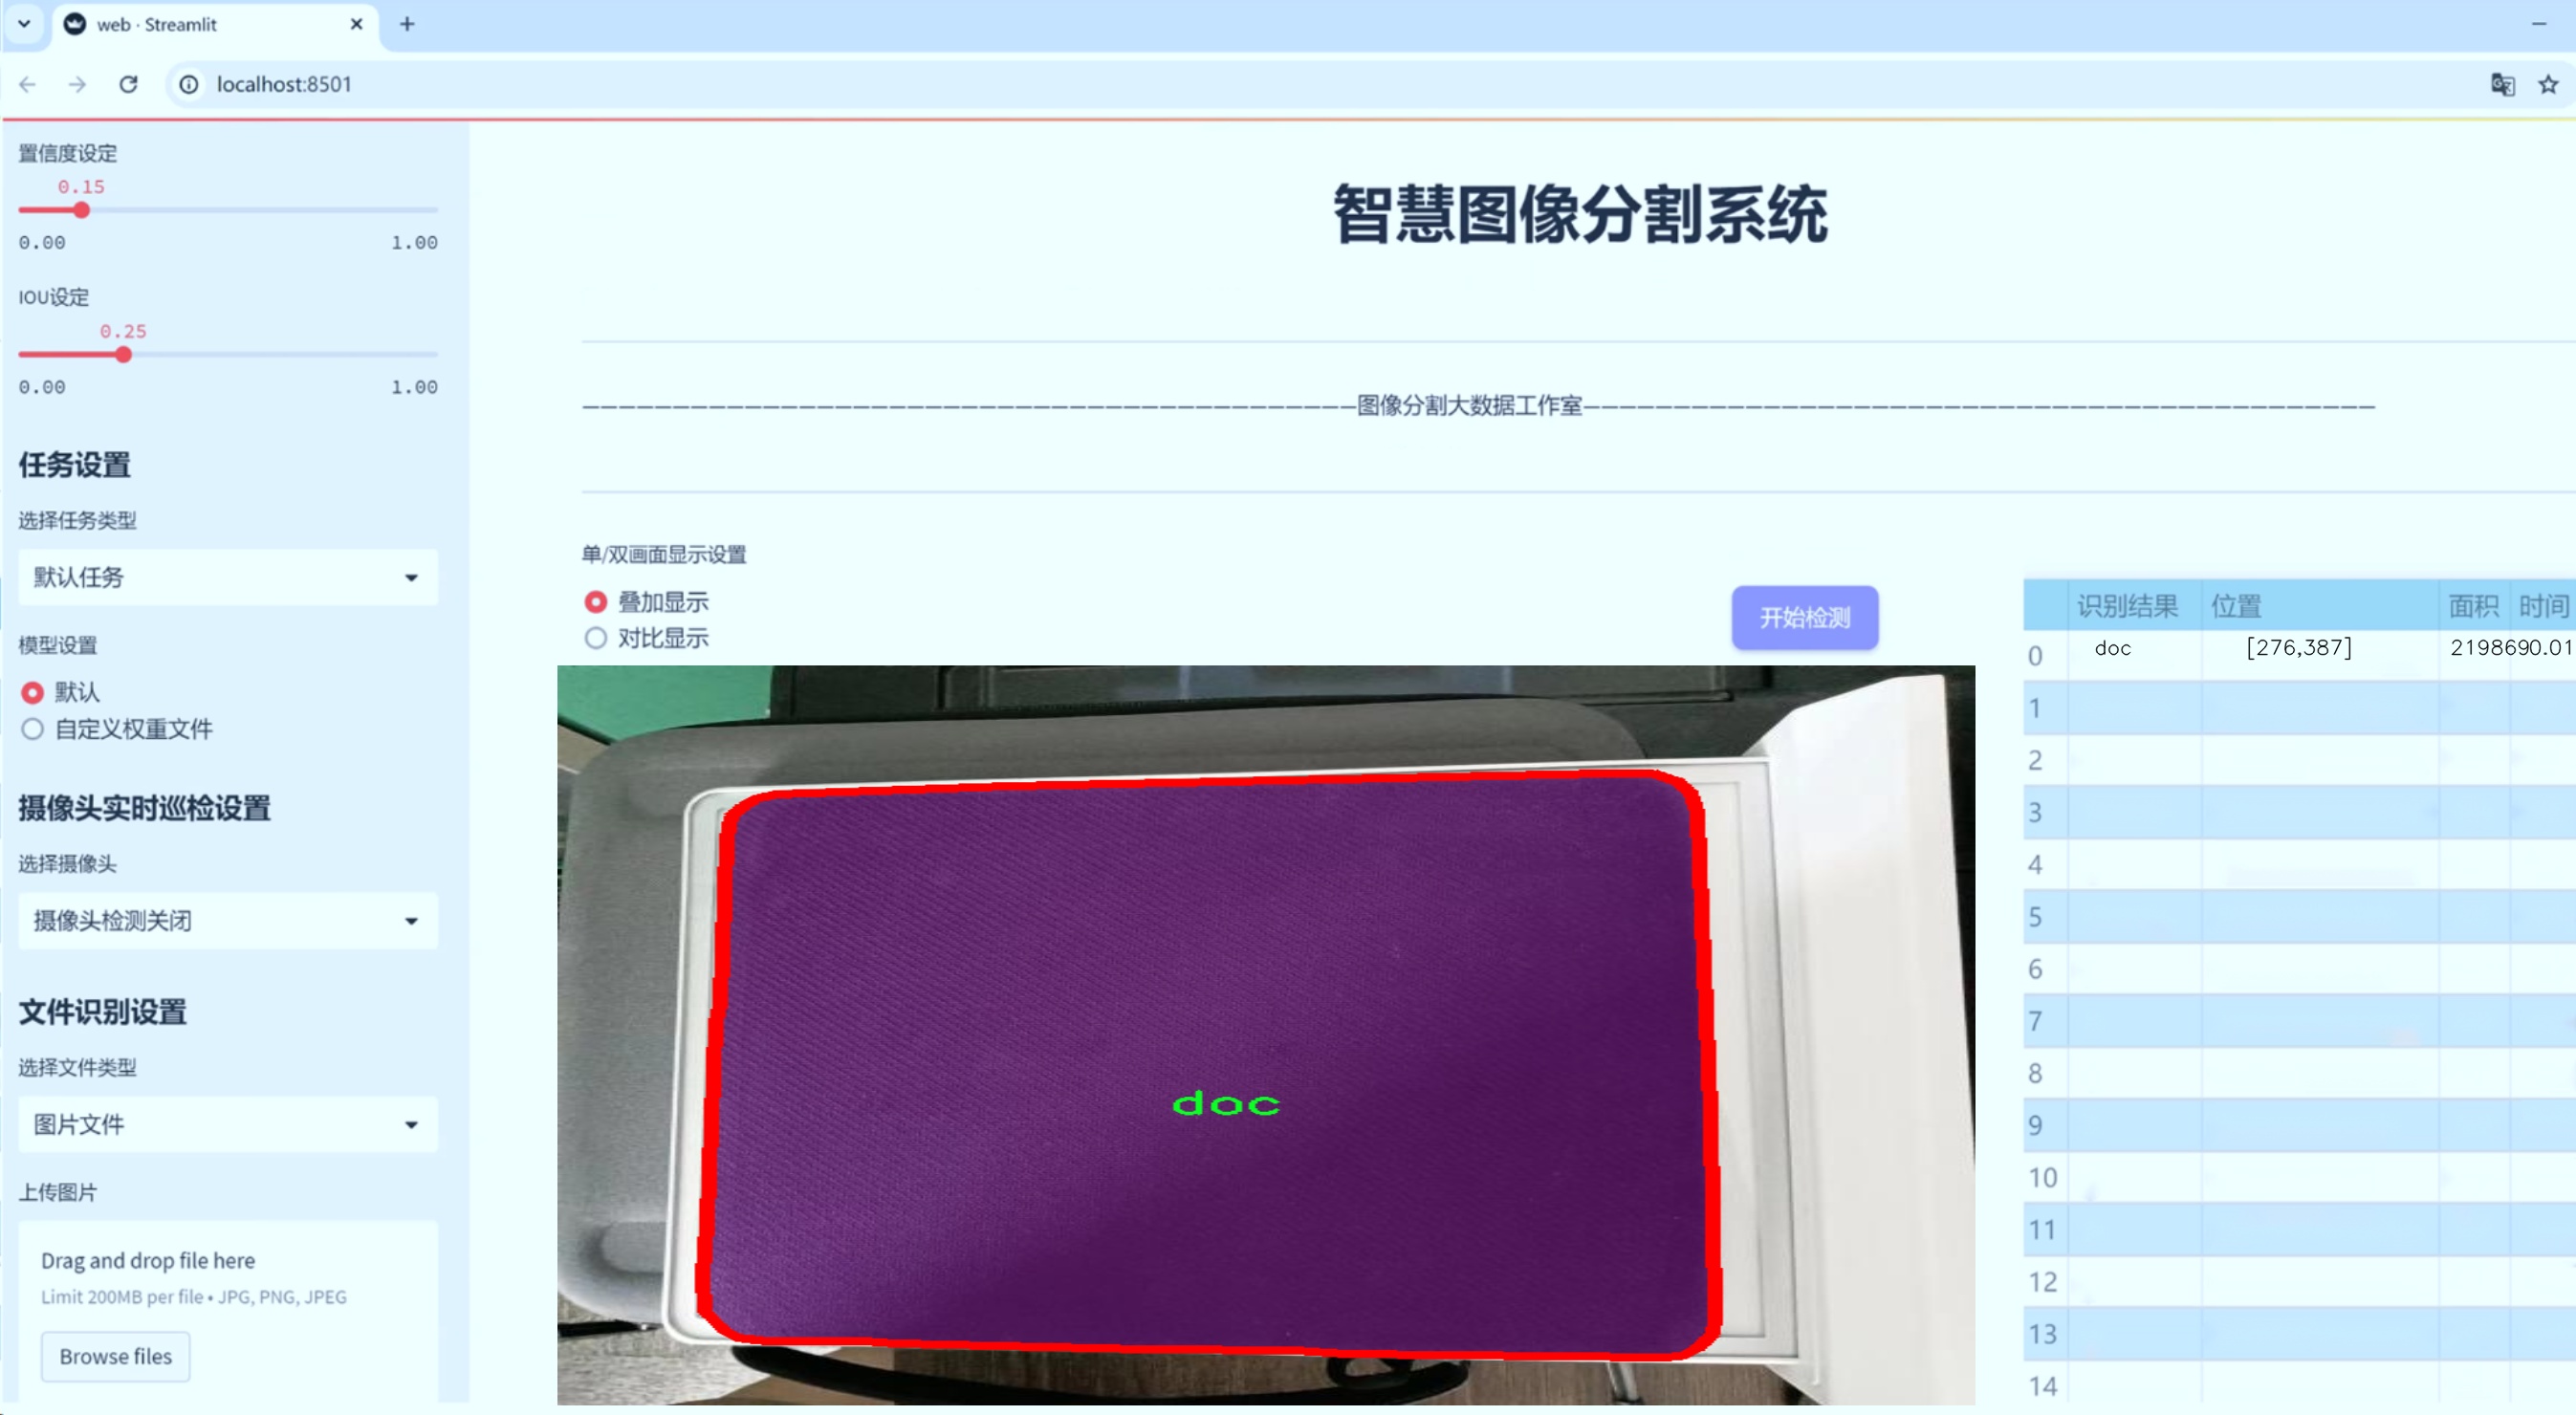 web · Streamlit
localhost:8501
置信度设定
0.15
0.00 1.00
IOU设定
0.25
0.00 1.00
任务设置
选择任务类型
默认任务
模型设置
默认
自定义权重文件
摄像头实时巡检设置
选择摄像头
摄像头检测关闭
文件识别设置
选择文件类型
图片文件
上传图片
Drag and drop file here
Limit 200MB per file • JPG, PNG, JPEG
Browse files
智慧图像分割系统
———————————————————————————————————————————图像分割大数据工作室————————————————————————————————————————————
单/双画面显示设置
叠加显示
对比显示
开始检测
doc
识别结果 位置 面积 时间
0 doc [276,387] 2198690.01
1
2
3
4
5
6
7
8
9
10
11
12
13
14